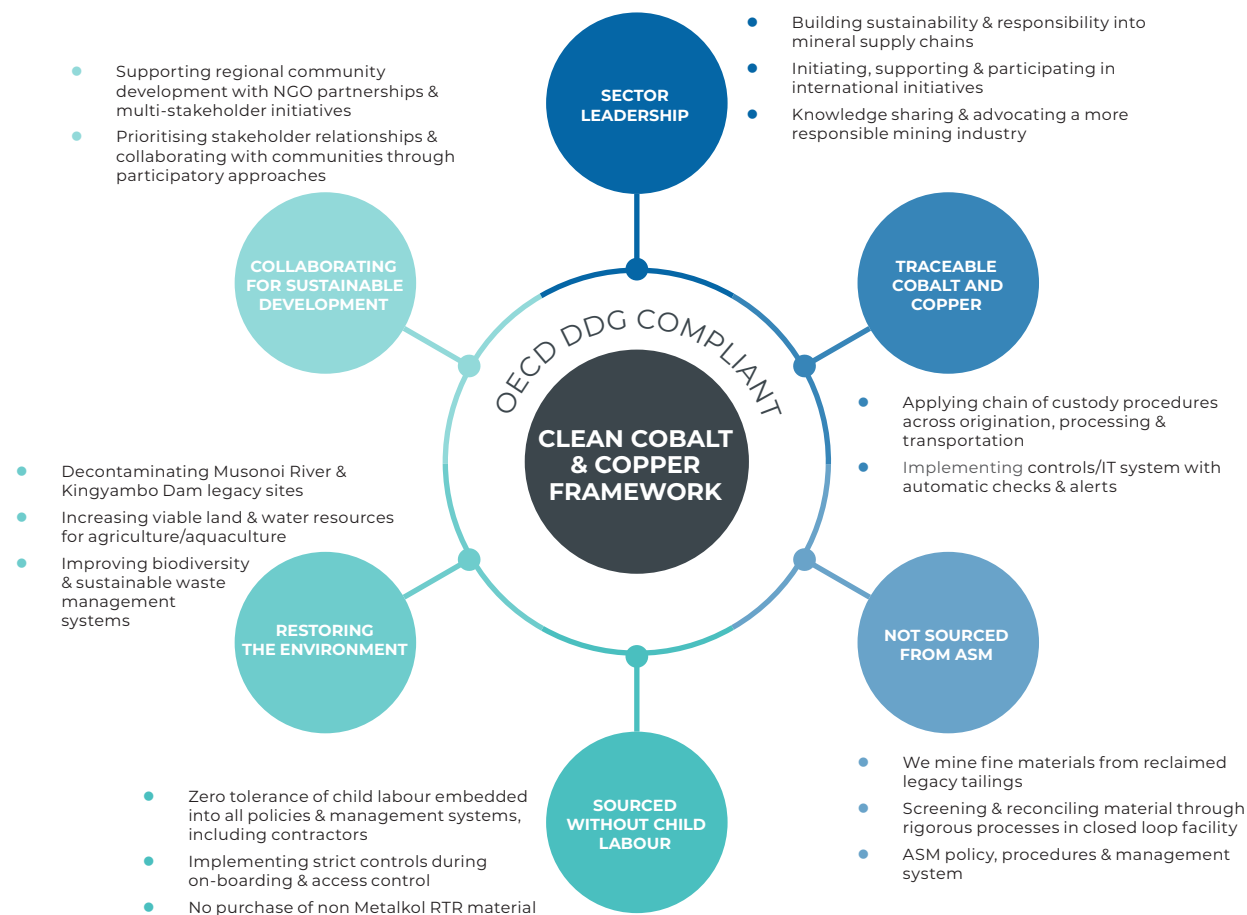 SECTOR
LEADERSHIP
Building sustainability & responsibility into
mineral supply chains
Initiating, supporting & participating in
international initiatives
Knowledge sharing & advocating a more
responsible mining industry
Supporting regional community
development with NGO partnerships &
multi-stakeholder initiatives
Prioritising stakeholder relationships &
collaborating with communities through
participatory approaches
COLLABORATING
FOR SUSTAINABLE
DEVELOPMENT
TRACEABLE
COBALT AND
COPPER
Applying chain of custody procedures
across origination, processing &
transportation
Implementing controls/IT system with
automatic checks & alerts
OECD DDG COMPLIANT
CLEAN COBALT
& COPPER
FRAMEWORK
Decontaminating Musonoi River &
Kingyambo Dam legacy sites
Increasing viable land & water resources
for agriculture/aquaculture
Improving biodiversity
& sustainable waste
management
systems
RESTORING
THE ENVIRONMENT
NOT SOURCED
FROM ASM
We mine fine materials from reclaimed
legacy tailings
Screening & reconciling material through
rigorous processes in closed loop facility
ASM policy, procedures & management
system
SOURCED
WITHOUT CHILD
LABOUR
Zero tolerance of child labour embedded
into all policies & management systems,
including contractors
Implementing strict controls during
on-boarding & access control
No purchase of non Metalkol RTR material